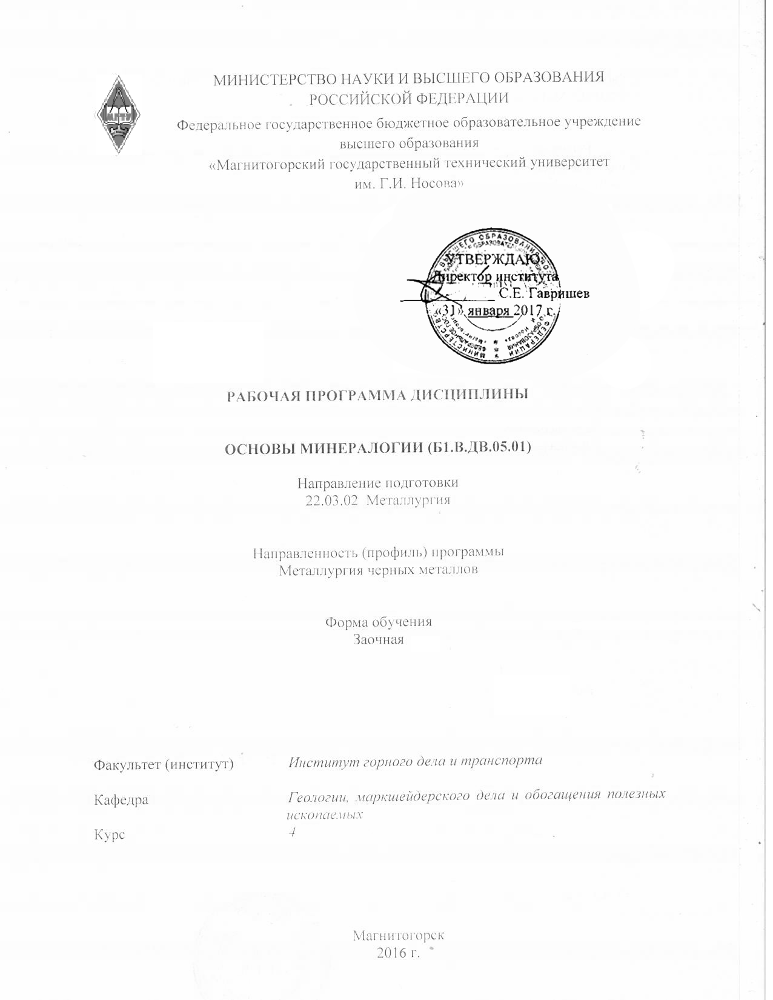 МИНИСТЕРСТВО НАУКИ И ВЫСШЕГО ОБРАЗОВАНИЯ
РОССИЙСКОЙ ФЕДЕРАЦИИ
Федеральное государственное бюджетное образовательное учреждение
высшего образования
«Магнитогорский государственный технический университет
им. Г.И. Носова»
МГТУ
УТВЕРЖДАЮ
Директор института
С.Е. Гавришев
«31» января 2017 г.
РАБОЧАЯ ПРОГРАММА ДИСЦИПЛИНЫ
ОСНОВЫ МИНЕРАЛОГИИ (Б1.В.ДВ.05.01)
Направление подготовки
22.03.02 Металлургия
Направленность (профиль) программы
Металлургия черных металлов
Форма обучения
Заочная
Факультет (институт) Институт горного дела и транспорта
Кафедра Геологии, маркшейдерского дела и обогащения полезных
ископаемых
Курс 4
Магнитогорск
2016 г.